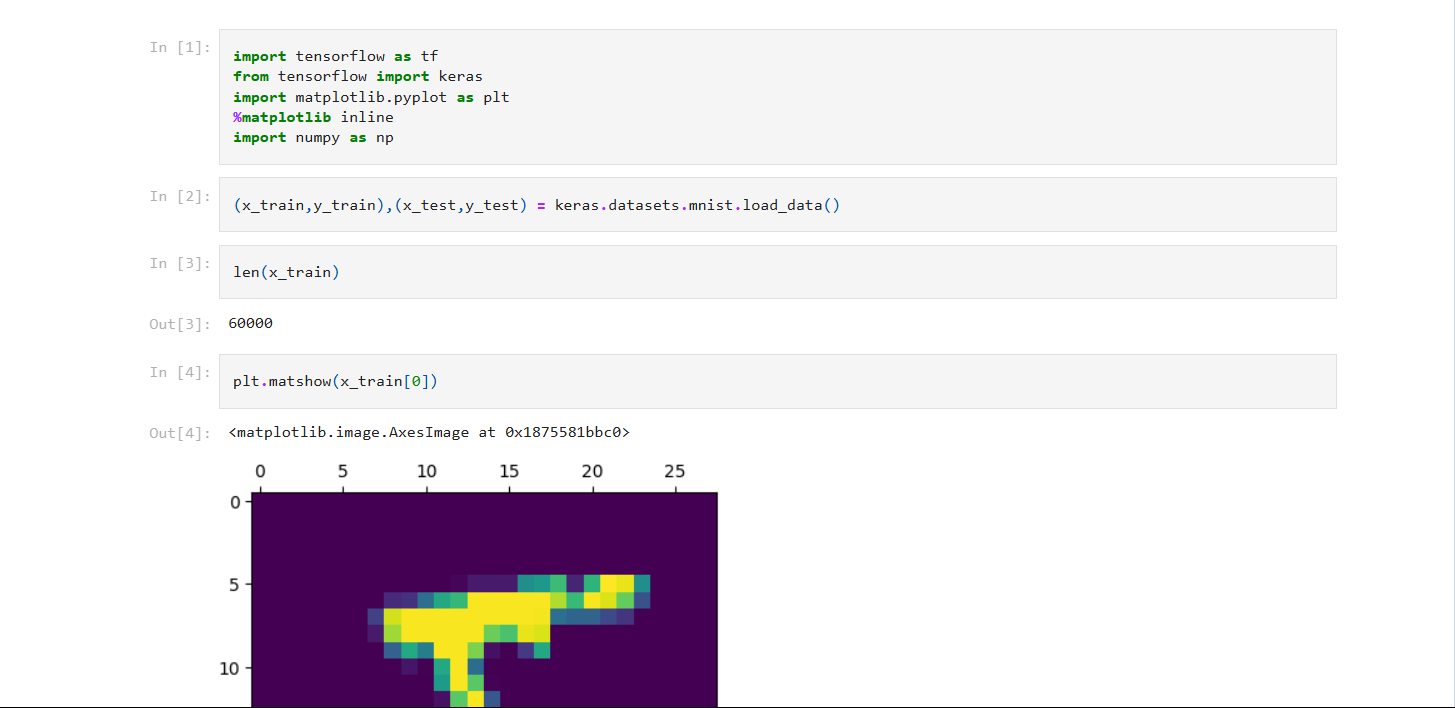 In [1]:
import tensorflow as tf
from tensorflow import keras
import matplotlib.pyplot as plt
%matplotlib inline
import numpy as np
In [2]:
(x_train,y_train),(x_test,y_test) = keras.datasets.mnist.load_data()
In [3]:
len(x_train)
Out[3]:
60000
In [4]:
plt.matshow(x_train[0])
Out[4]:
<matplotlib.image.AxesImage at 0x1875581bbc0>
0 5 10 15 20 25
0
5
10